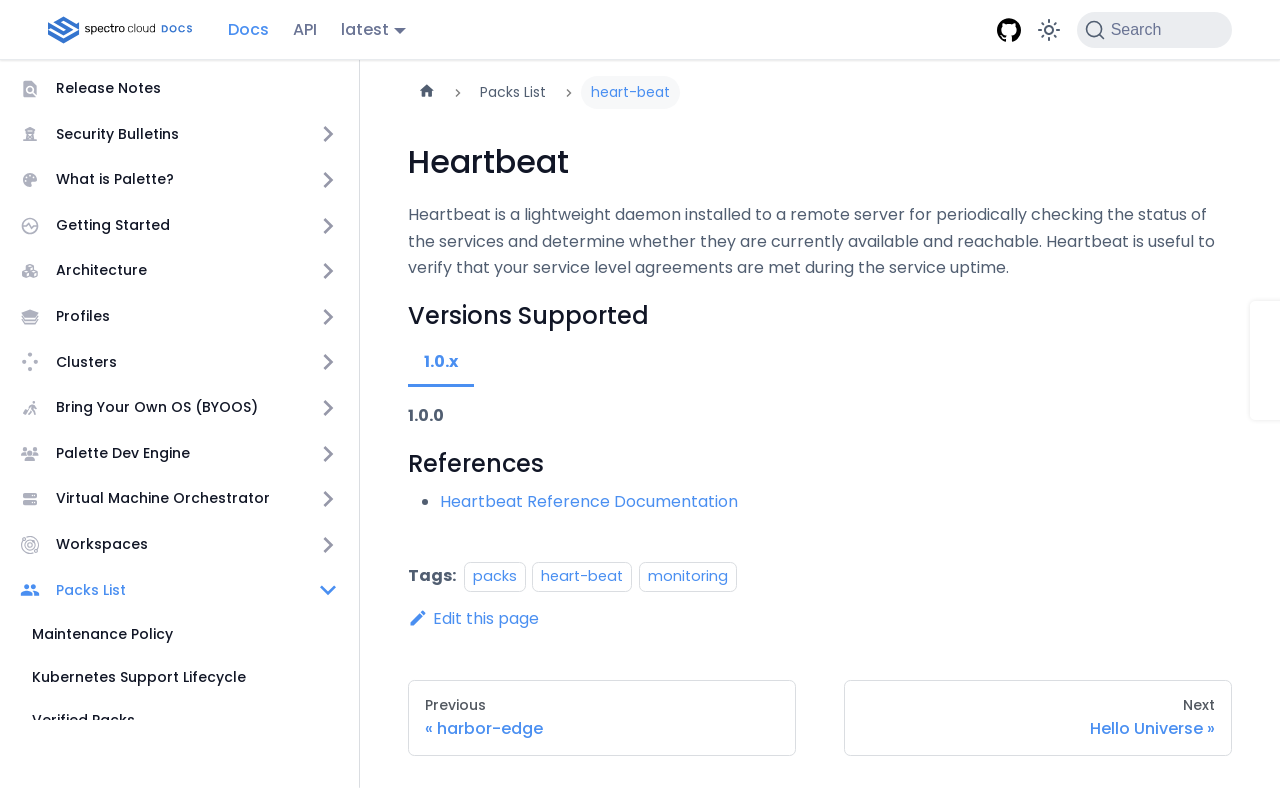 spectro cloud DOCS
Docs
API
latest
Search
Release Notes
Security Bulletins
What is Palette?
Getting Started
Architecture
Profiles
Clusters
Bring Your Own OS (BYOOS)
Palette Dev Engine
Virtual Machine Orchestrator
Workspaces
Packs List
Maintenance Policy
Kubernetes Support Lifecycle
Verified Packs
Packs List
heart-beat
Heartbeat
Heartbeat is a lightweight daemon installed to a remote server for periodically checking the status of
the services and determine whether they are currently available and reachable. Heartbeat is useful to
verify that your service level agreements are met during the service uptime.
Versions Supported
1.0.x
1.0.0
References
Heartbeat Reference Documentation
Tags: packs heart-beat monitoring
Edit this page
Previous
« harbor-edge
Next
Hello Universe »